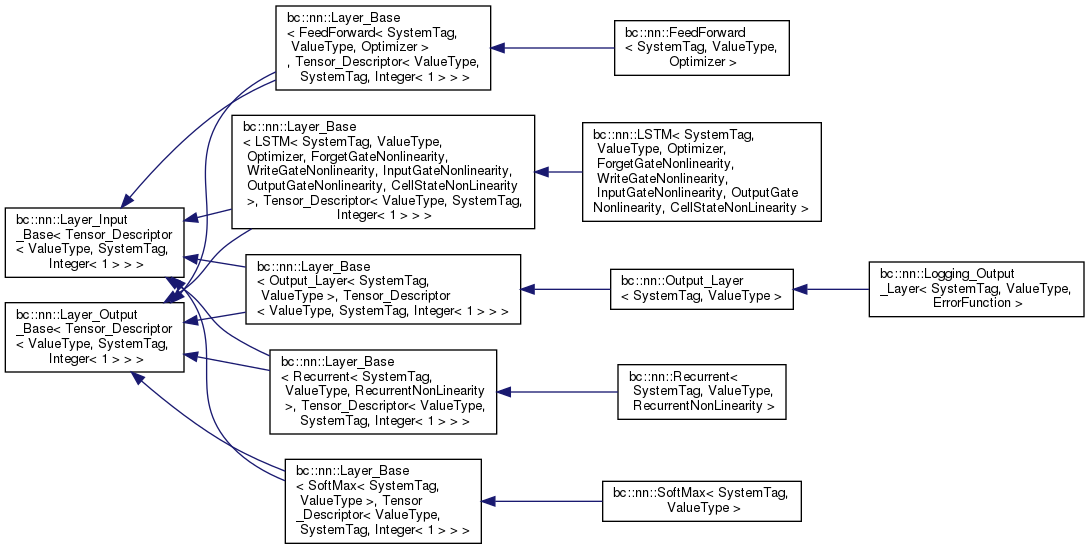 bc::nn::Layer_Base
< FeedForward< SystemTag,
ValueType, Optimizer >
, Tensor_Descriptor< ValueType,
SystemTag, Integer< 1 > > >
bc::nn::FeedForward
< SystemTag, ValueType,
Optimizer >
bc::nn::Layer_Base
< LSTM< SystemTag, ValueType,
Optimizer, ForgetGateNonlinearity,
WriteGateNonlinearity, InputGateNonlinearity,
OutputGateNonlinearity, CellStateNonLinearity
>, Tensor_Descriptor< ValueType, SystemTag,
Integer< 1 > > >
bc::nn::LSTM< SystemTag,
ValueType, Optimizer,
ForgetGateNonlinearity,
WriteGateNonlinearity,
InputGateNonlinearity, OutputGate
Nonlinearity, CellStateNonLinearity >
bc::nn::Layer_Input
_Base< Tensor_Descriptor
< ValueType, SystemTag,
Integer< 1 > > >
bc::nn::Layer_Base
< Output_Layer< SystemTag,
ValueType >, Tensor_Descriptor
< ValueType, SystemTag, Integer< 1 > > >
bc::nn::Output_Layer
< SystemTag, ValueType >
bc::nn::Logging_Output
_Layer< SystemTag, ValueType,
ErrorFunction >
bc::nn::Layer_Output
_Base< Tensor_Descriptor
< ValueType, SystemTag,
Integer< 1 > > >
bc::nn::Layer_Base
< Recurrent< SystemTag,
ValueType, RecurrentNonLinearity
>, Tensor_Descriptor< ValueType,
SystemTag, Integer< 1 > > >
bc::nn::Recurrent<
SystemTag, ValueType,
RecurrentNonLinearity >
bc::nn::Layer_Base
< SoftMax< SystemTag,
ValueType >, Tensor
_Descriptor< ValueType,
SystemTag, Integer< 1 > > >
bc::nn::SoftMax< SystemTag,
ValueType >